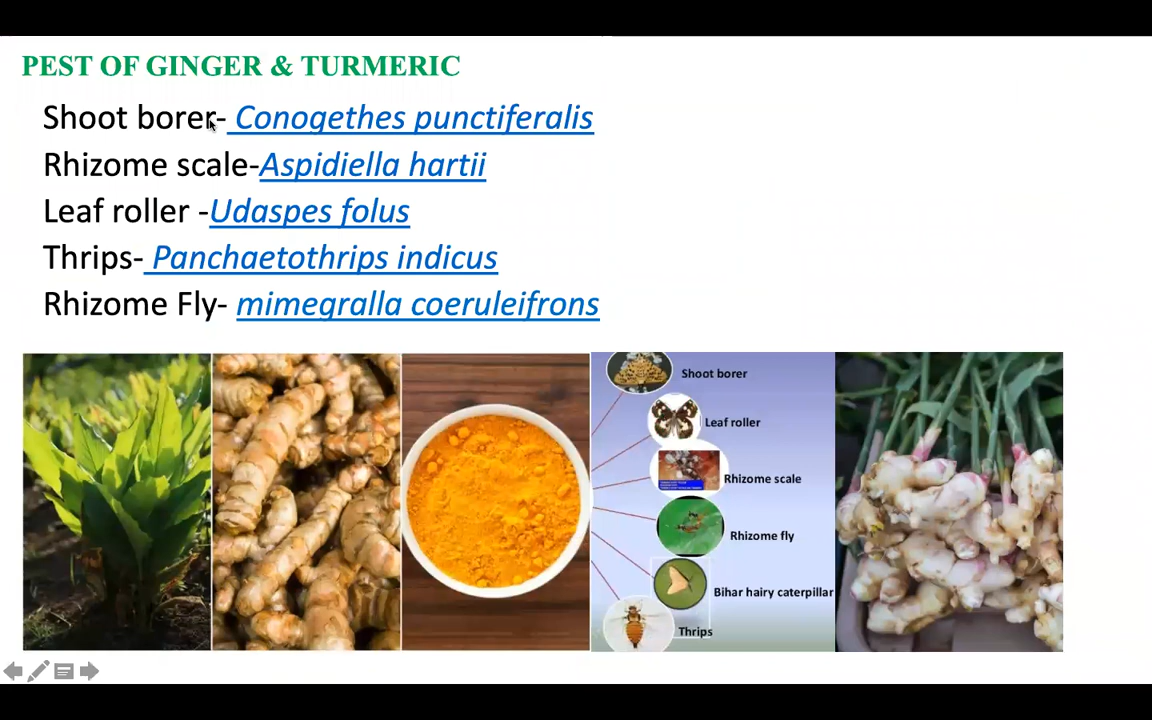 PEST OF GINGER & TURMERIC
Shoot borer- Conogethes punctiferalis
Rhizome scale-Aspidiella hartii
Leaf roller -Udaspes folus
Thrips- Panchaetothrips indicus
Rhizome Fly- mimegralla coeruleifrons
Shoot borer
Leaf roller
Rhizome scale
Rhizome fly
Bihar hairy caterpillar
Thrips